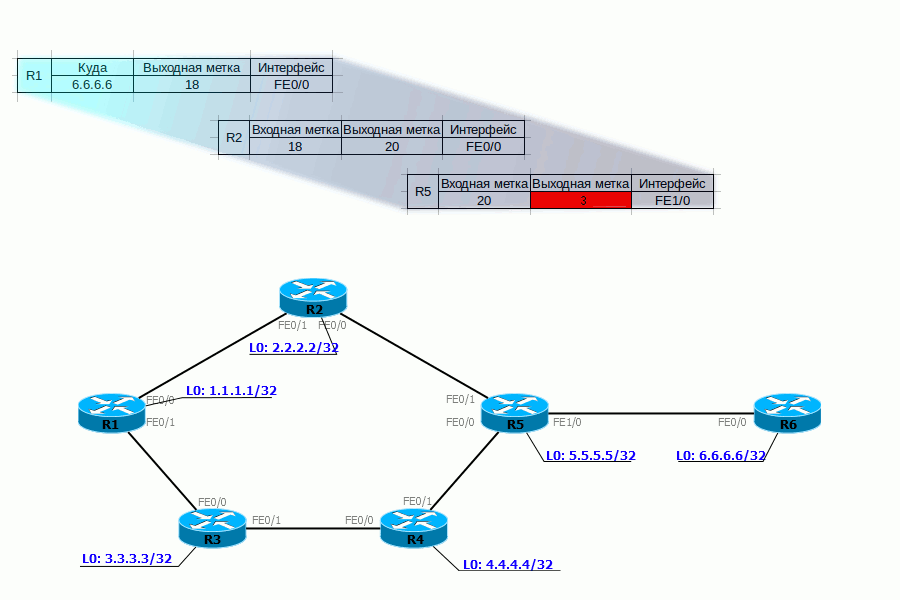 R1 Куда Выходная метка Интерфейс
6.6.6.6 18 FE0/0
R2 Входная метка Выходная метка Интерфейс
18 20 FE0/0
R5 Входная метка Выходная метка Интерфейс
20 3 FE1/0
R2
FE0/1 FE0/0
L0: 2.2.2.2/32
L0: 1.1.1.1/32
FE0/0
R1
FE0/1
FE0/1
FE0/0
R5
FE1/0
FE0/0
R6
L0: 5.5.5.5/32
L0: 6.6.6.6/32
FE0/0
R3
FE0/1
FE0/0
FE0/1
R4
L0: 3.3.3.3/32
L0: 4.4.4.4/32